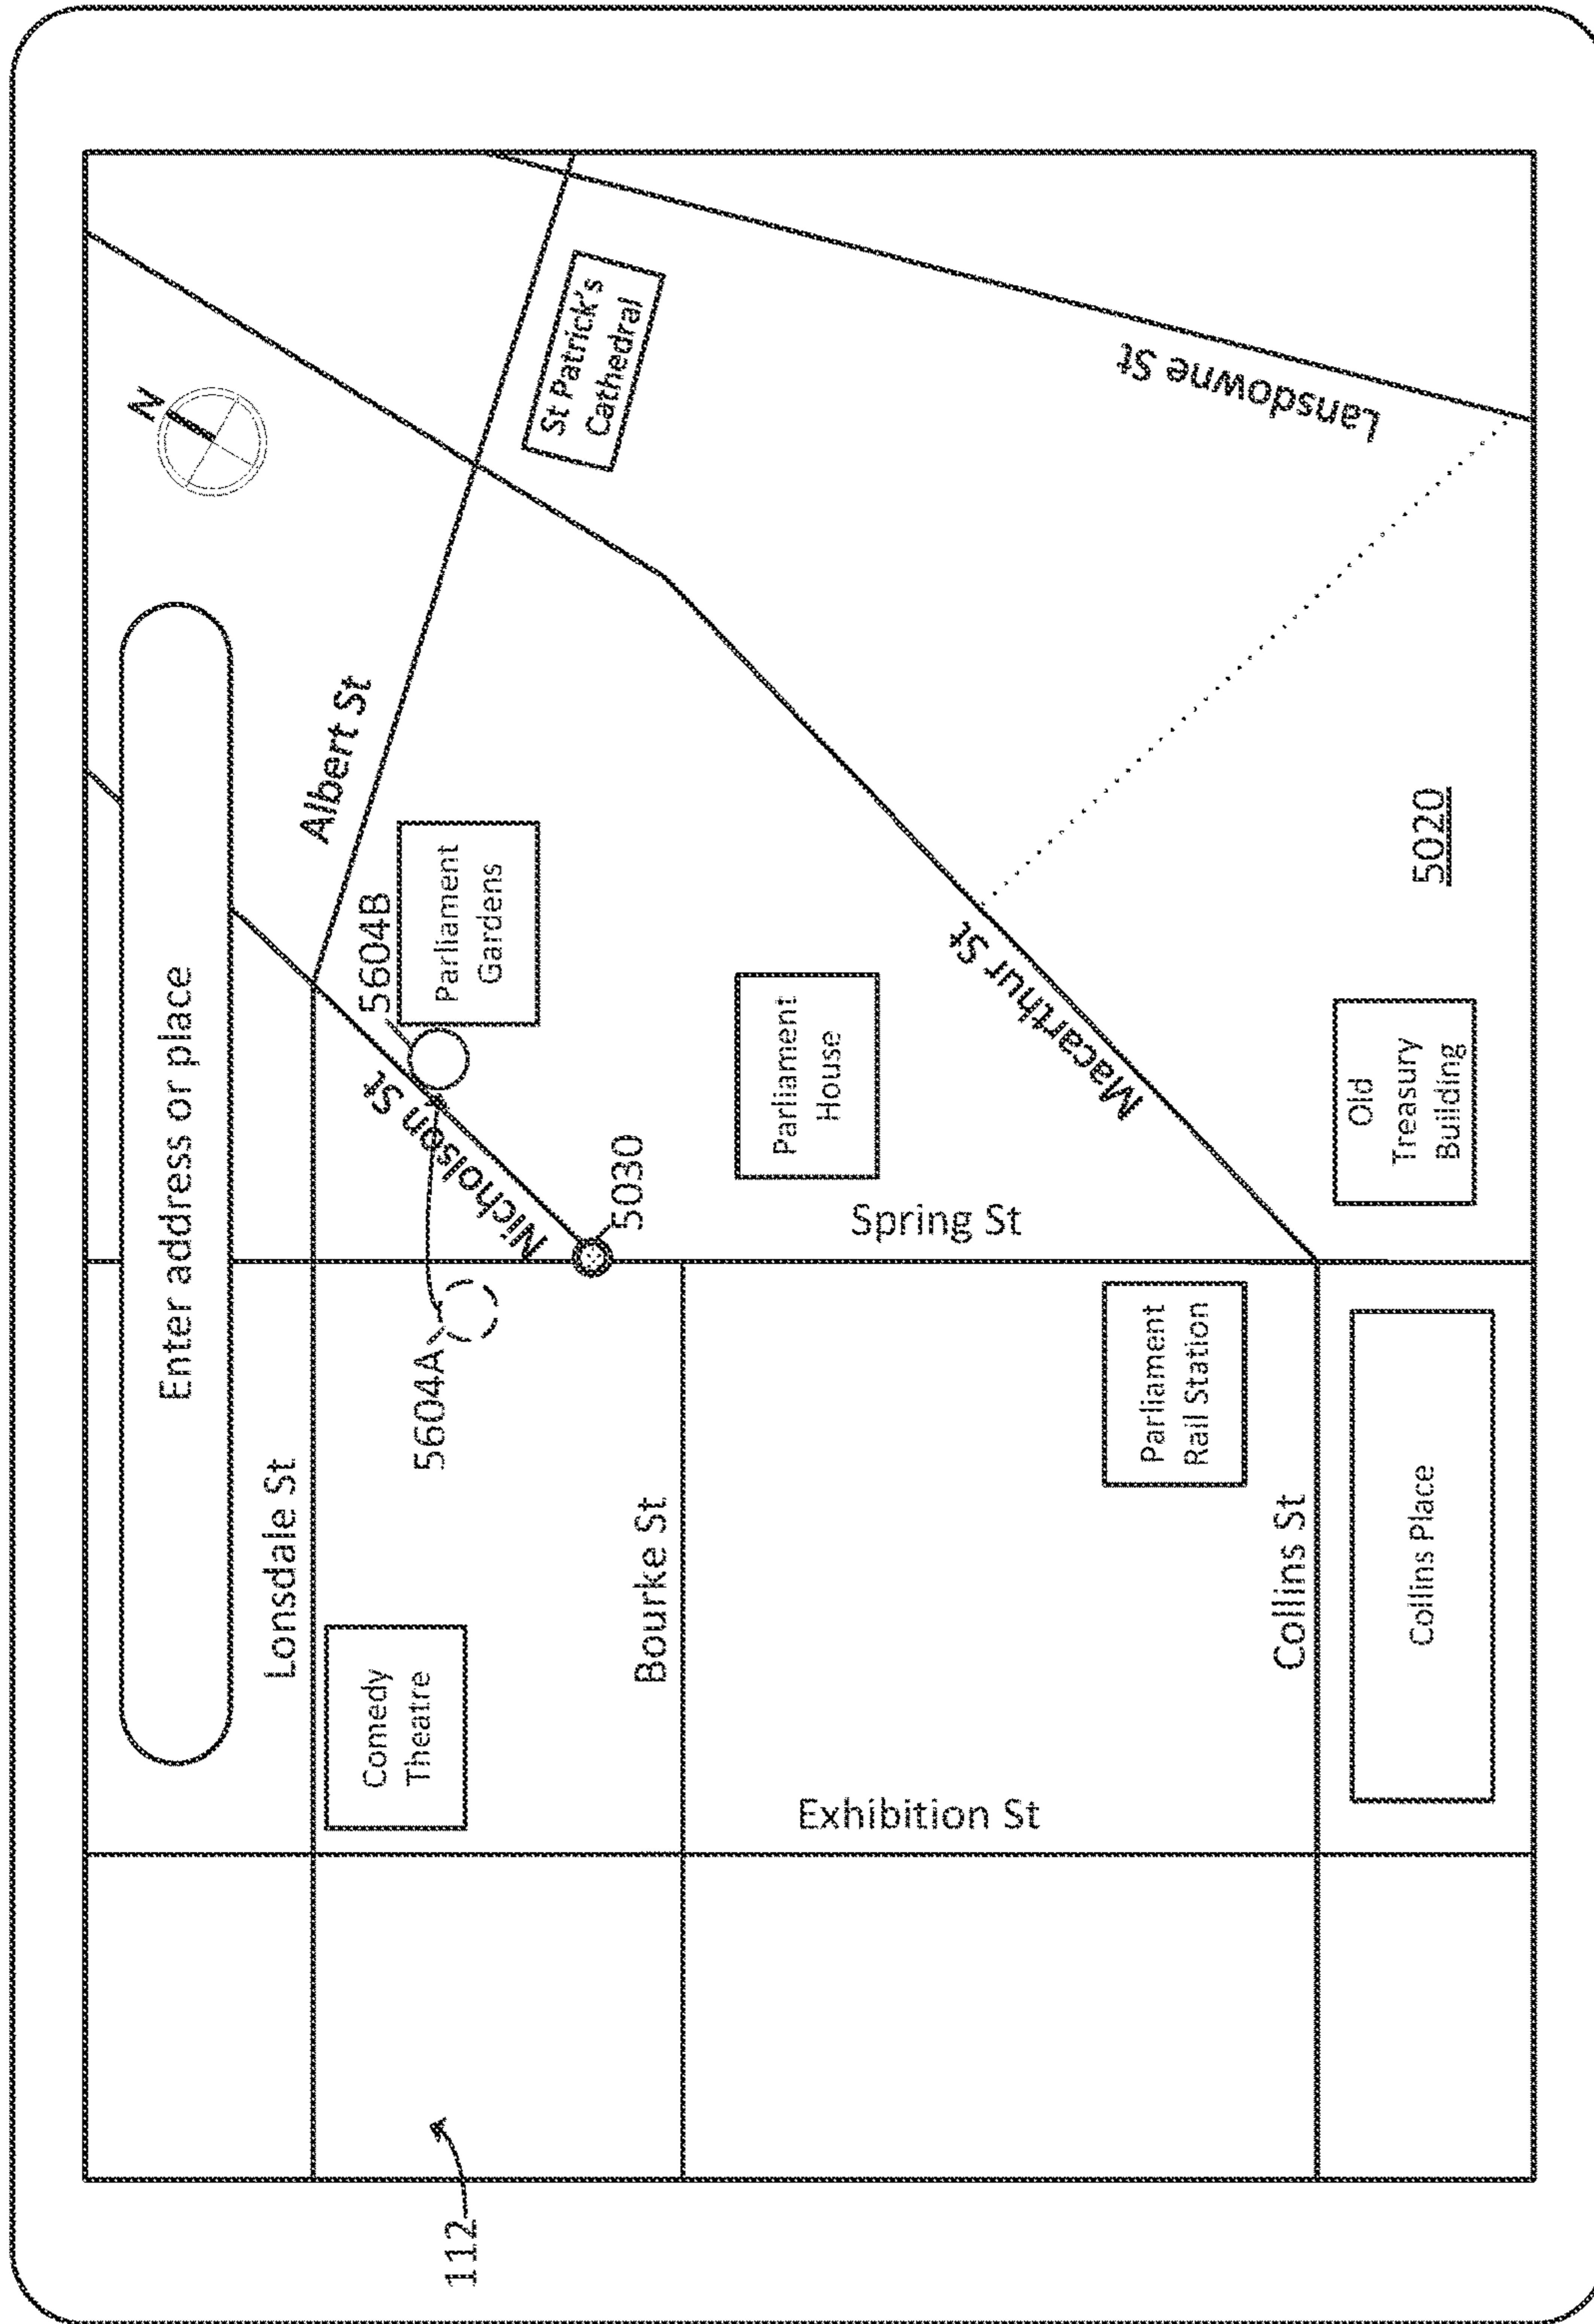 112
Enter address or place
N
Lonsdale St
Albert St
Comedy
Theatre
5604A
5604B
Nicholson St
Parliament
Gardens
St Patrick's
Cathedral
5030
Bourke St
Exhibition St
Spring St
Parliament
House
Macarthur St
Lansdowne St
Parliament
Rail Station
Collins St
Collins Place
Old
Treasury
Building
5020